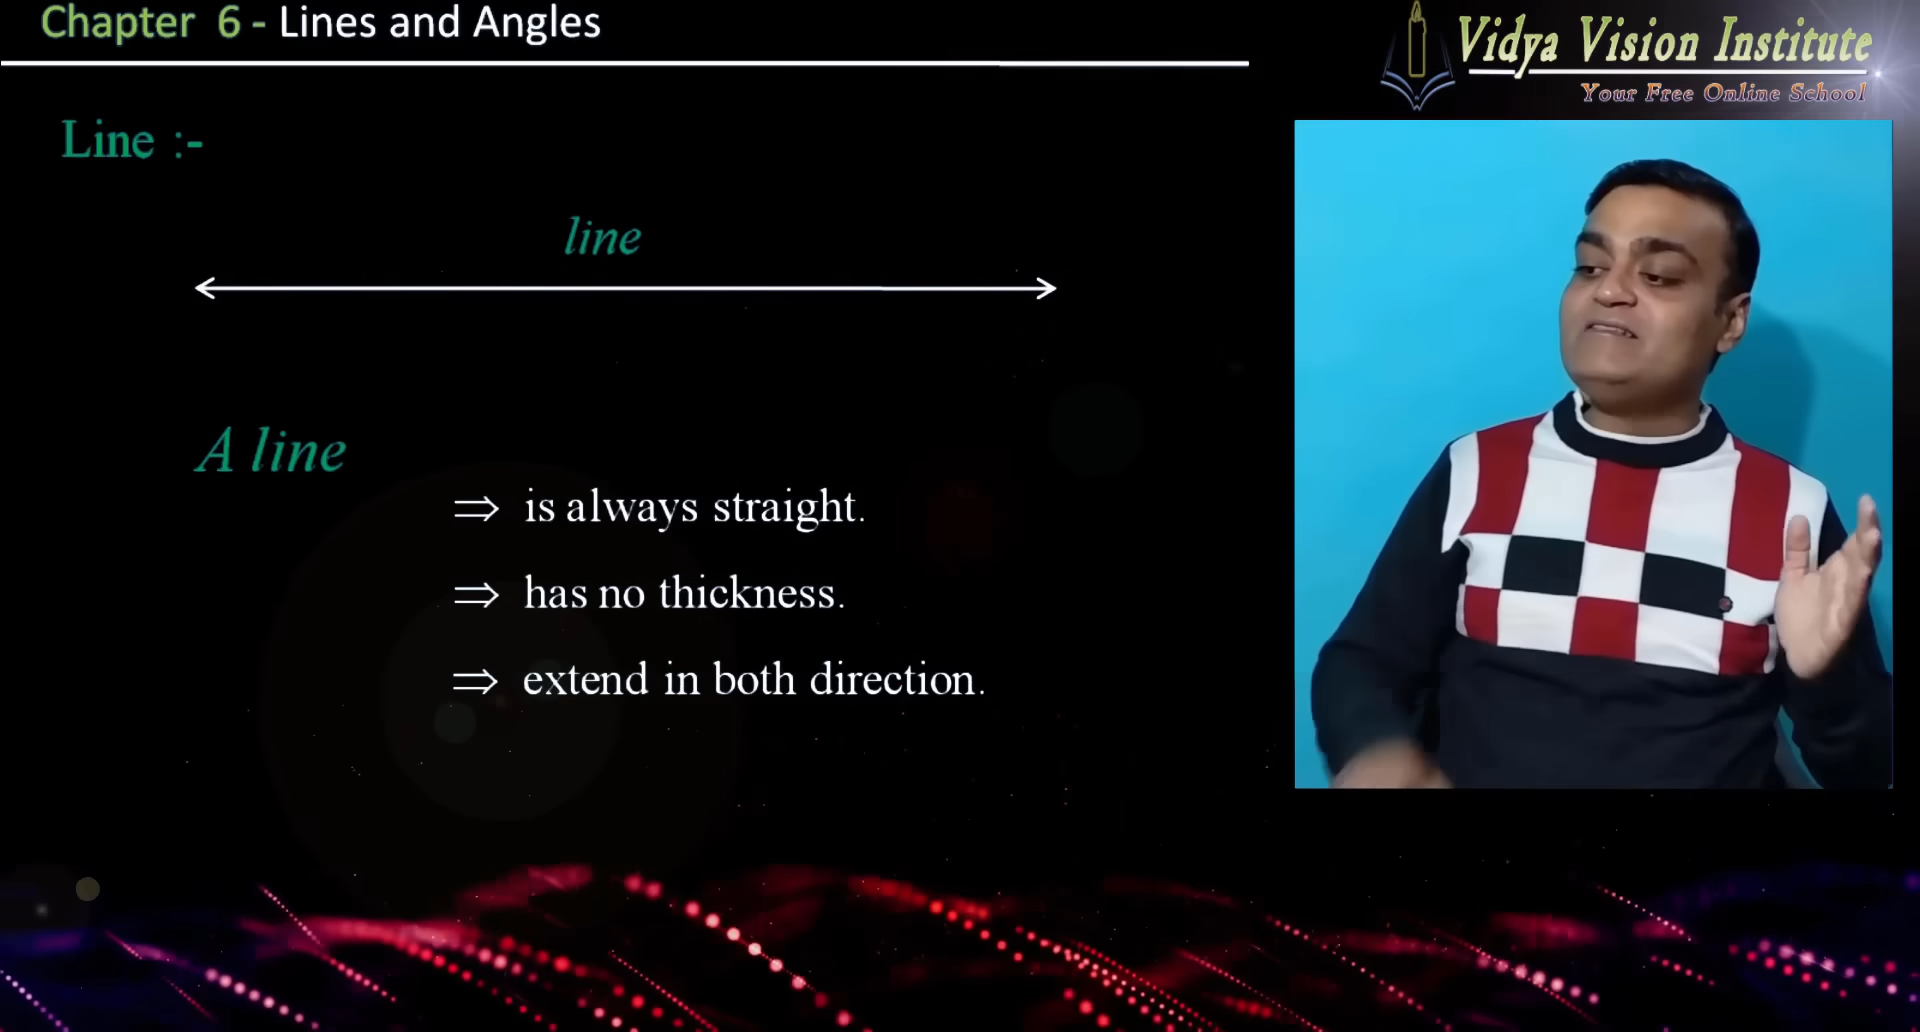 Chapter 6 - Lines and Angles
Vidya Vision Institute
Your Free Online School
Line :-
line
A line
⇒ is always straight.
⇒ has no thickness.
⇒ extend in both direction.